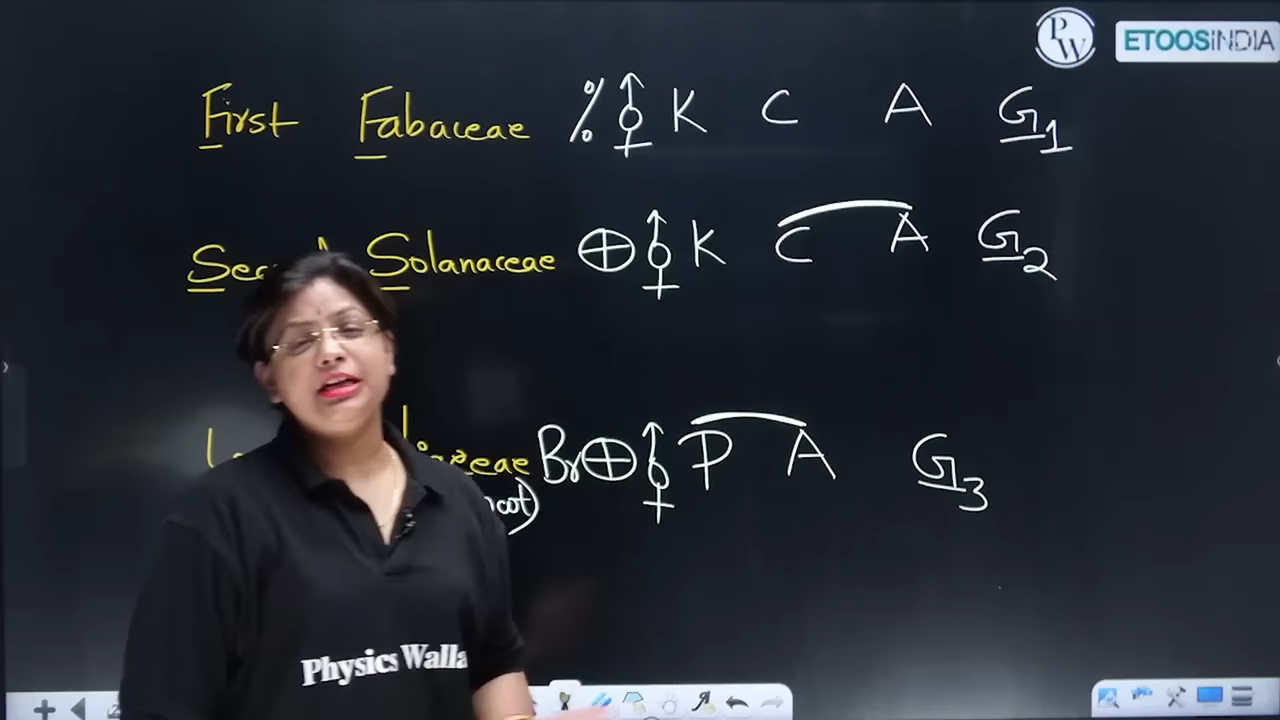 PW ETOOSINDIA
First Fabaceae % ⚥ K C A G1
Solanaceae ⊕ ⚥ K C A G2
Br ⊕ ⚥ P A G3
Physics Walla